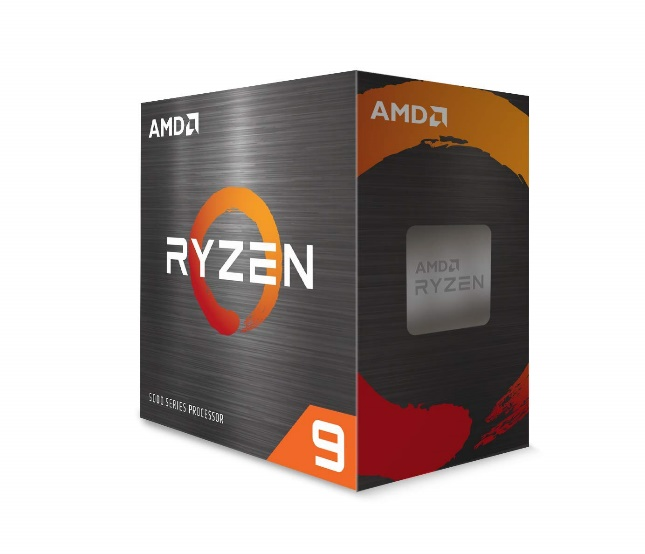 AMD
RYZEN
5000 SERIES PROCESSOR
9
AMD
AMD
RYZEN